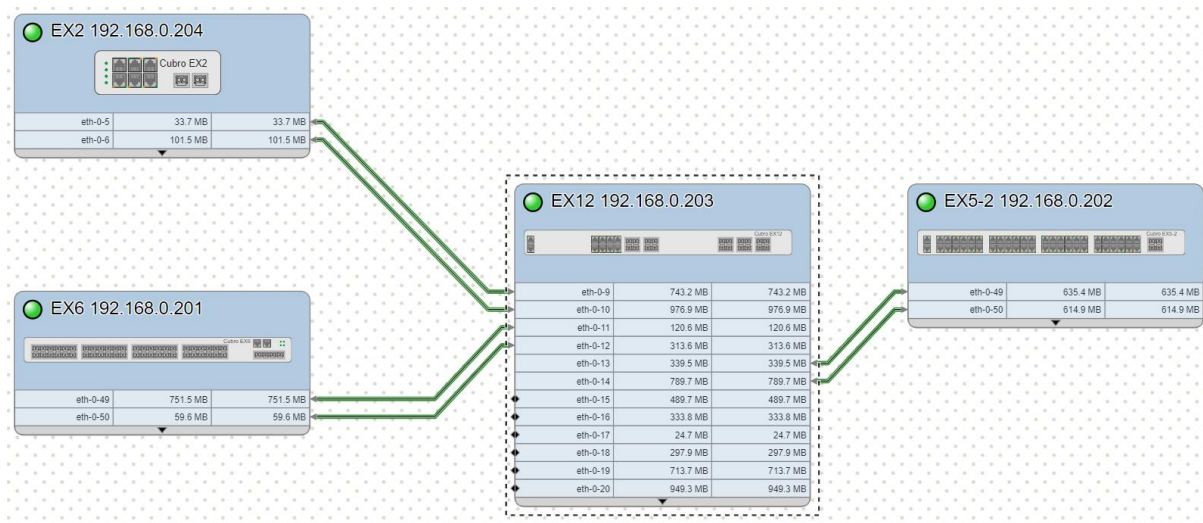 EX2 192.168.0.204
Cubro EX2
eth-0-5 33.7 MB 33.7 MB
eth-0-6 101.5 MB 101.5 MB
EX6 192.168.0.201
eth-0-49 751.5 MB 751.5 MB
eth-0-50 59.6 MB 59.6 MB
EX12 192.168.0.203
Cubro EX12
eth-0-9 743.2 MB 743.2 MB
eth-0-10 976.9 MB 976.9 MB
eth-0-11 120.6 MB 120.6 MB
eth-0-12 313.6 MB 313.6 MB
eth-0-13 339.5 MB 339.5 MB
eth-0-14 789.7 MB 789.7 MB
eth-0-15 489.7 MB 489.7 MB
eth-0-16 333.8 MB 333.8 MB
eth-0-17 24.7 MB 24.7 MB
eth-0-18 297.9 MB 297.9 MB
eth-0-19 713.7 MB 713.7 MB
eth-0-20 949.3 MB 949.3 MB
EX5-2 192.168.0.202
Cubro EX5-2
eth-0-49 635.4 MB 635.4 MB
eth-0-50 614.9 MB 614.9 MB